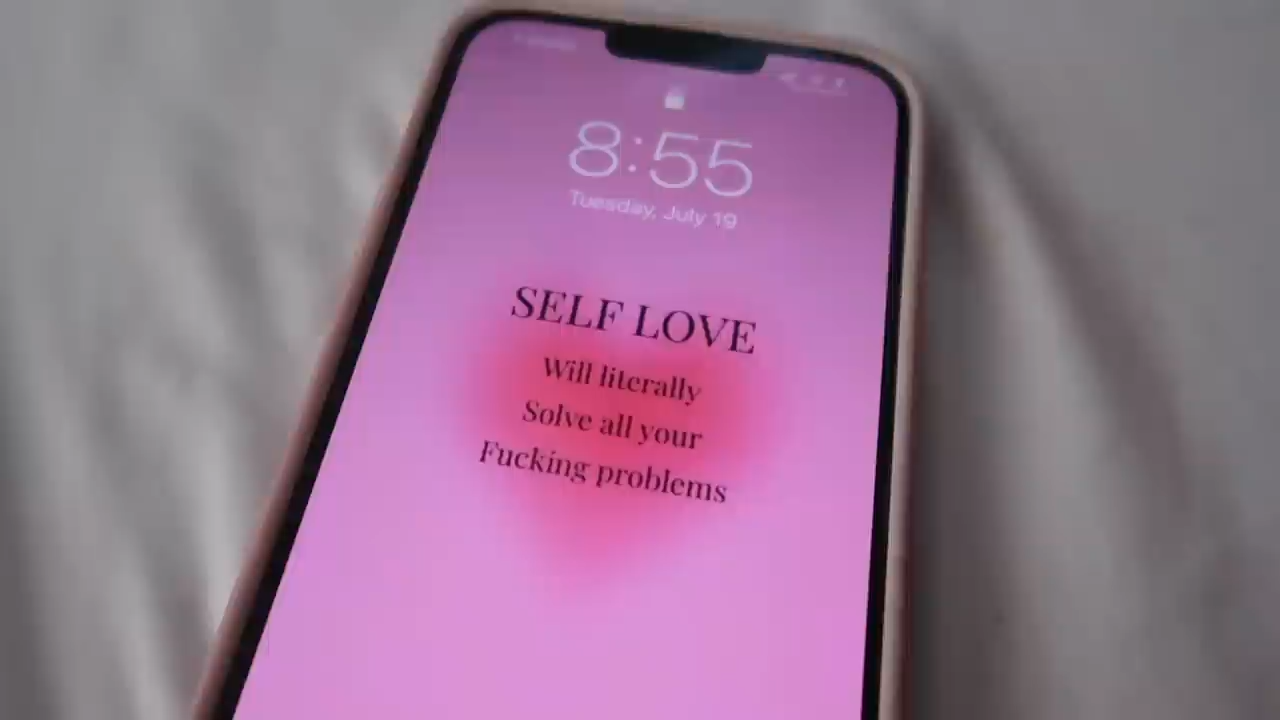 8:55
Tuesday, July 19
SELF LOVE
Will literally
Solve all your
Fucking problems